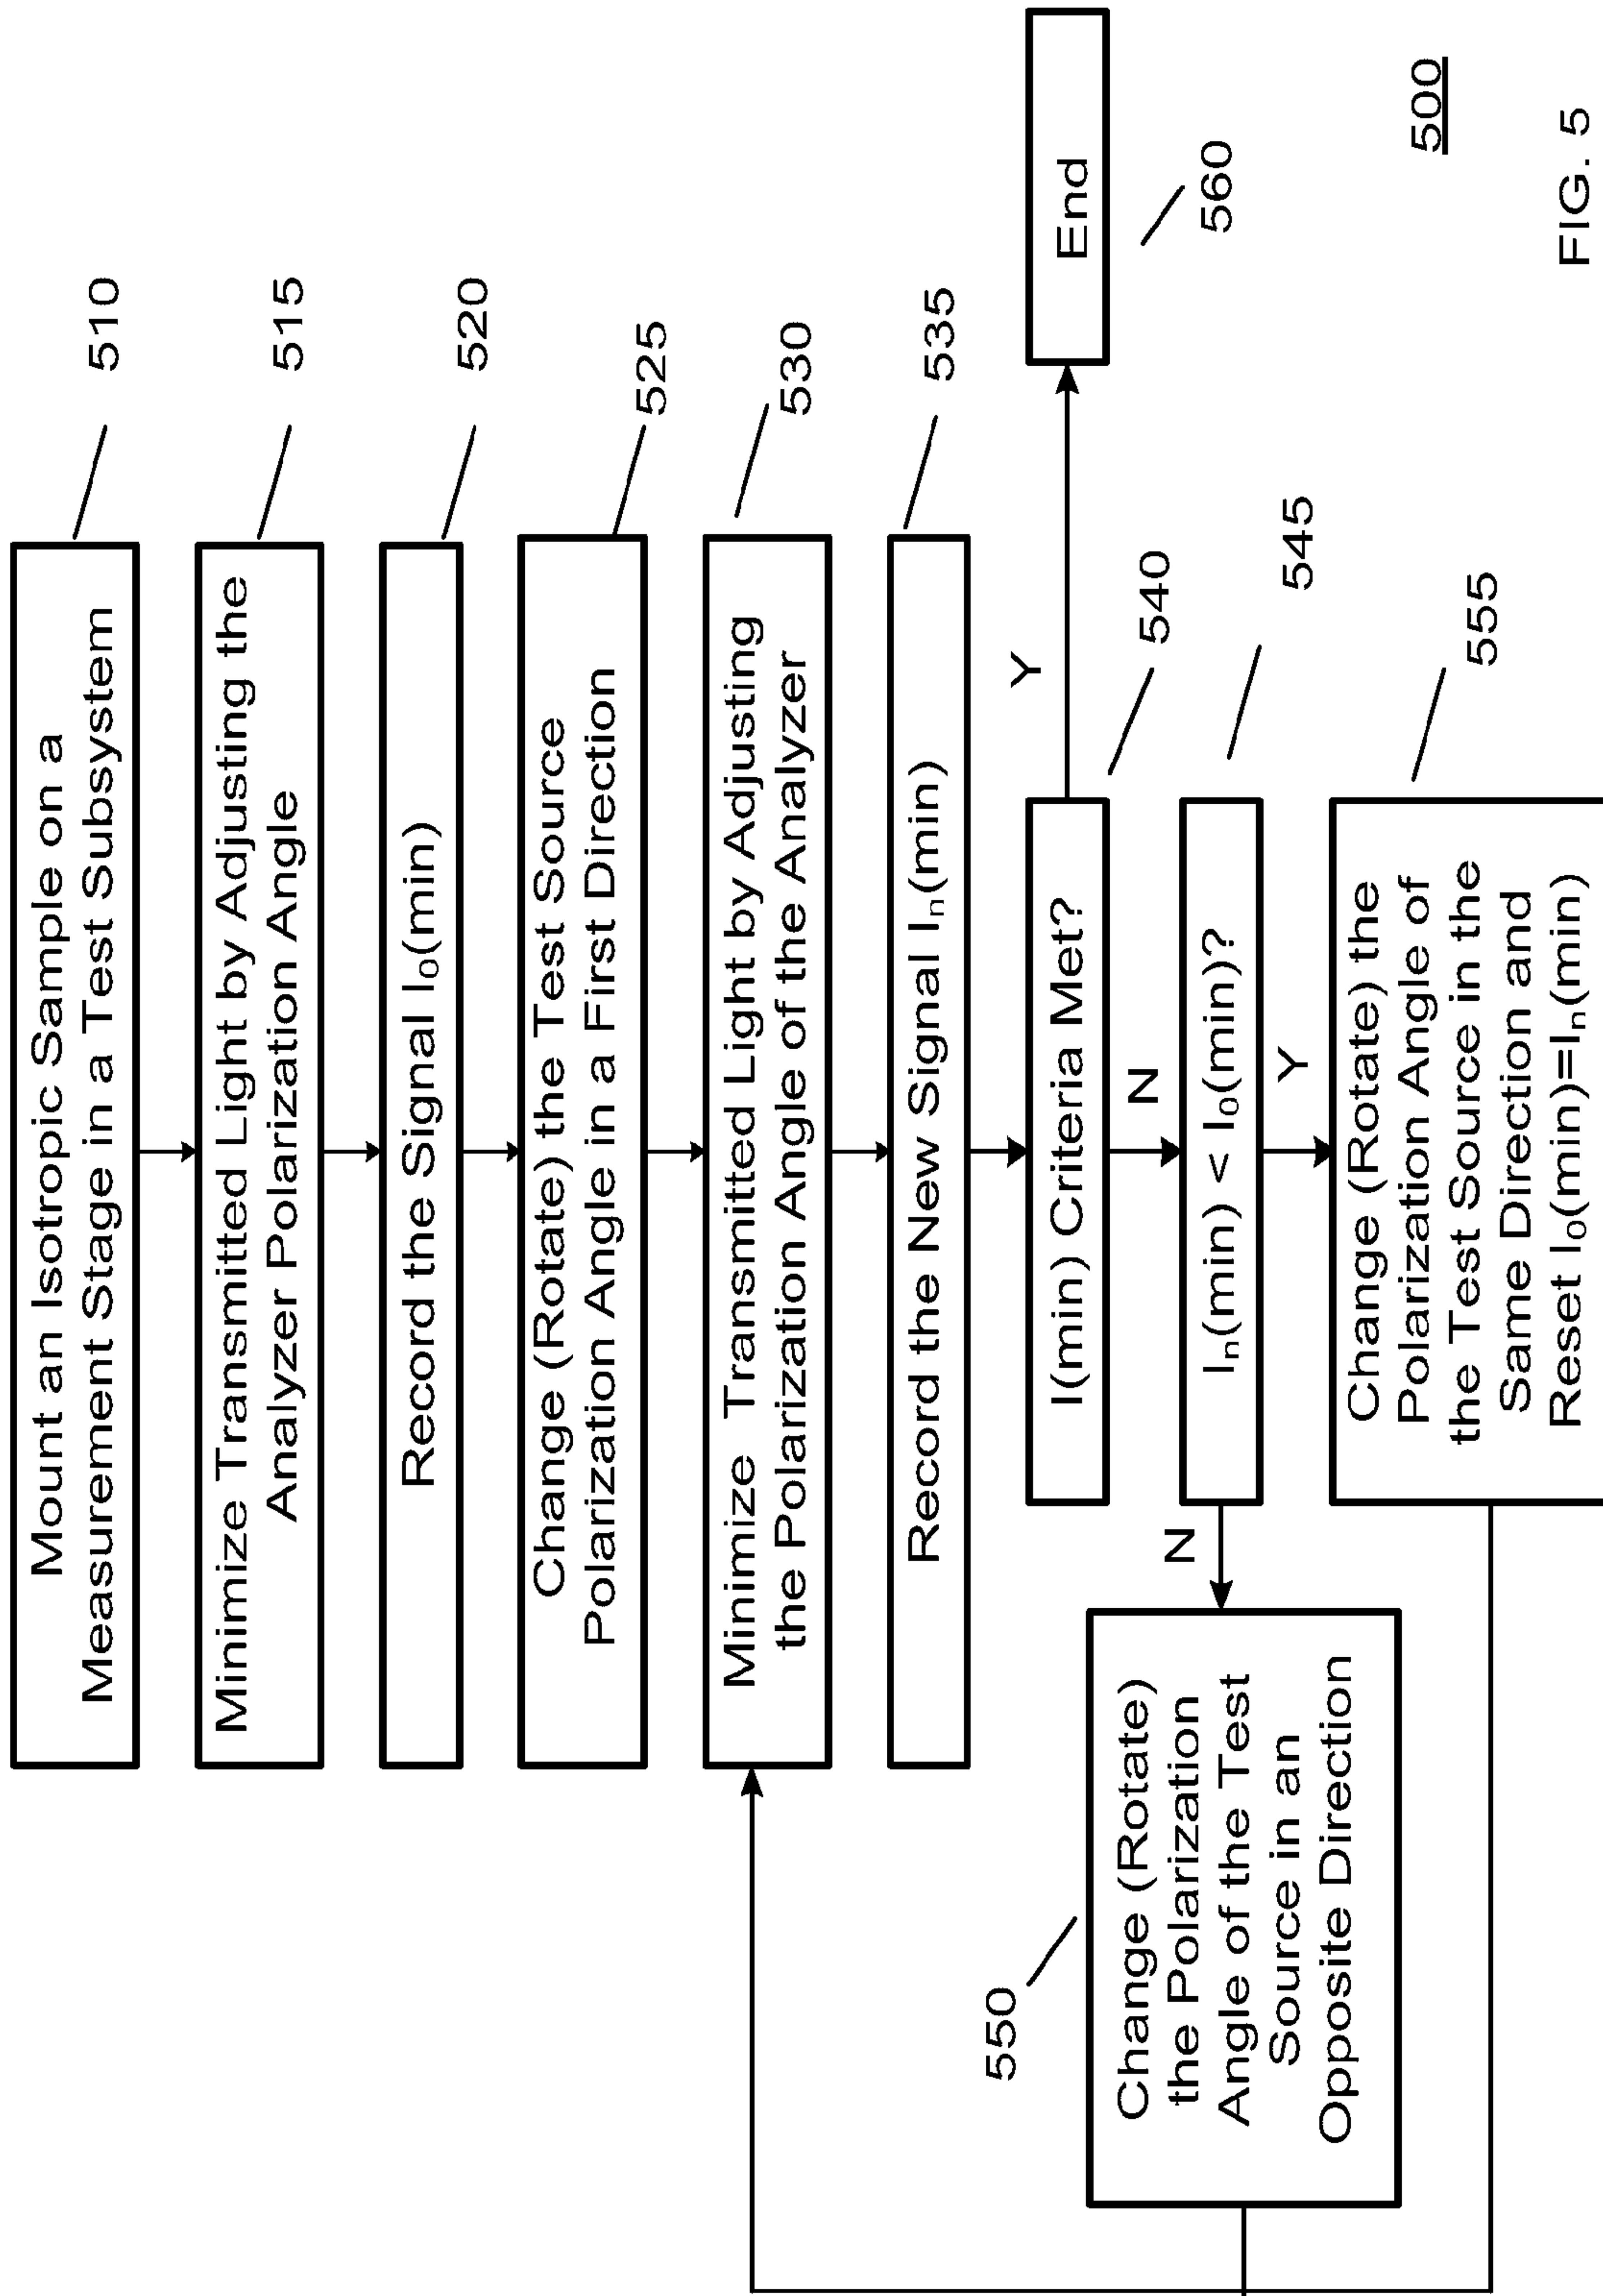 Mount an Isotropic Sample on a
Measurement Stage in a Test Subsystem
510
Minimize Transmitted Light by Adjusting the
Analyzer Polarization Angle
515
Record the Signal I₀(min)
520
Change (Rotate) the Test Source
Polarization Angle in a First Direction
525
Minimize Transmitted Light by Adjusting
the Polarization Angle of the Analyzer
530
Record the New Signal Iₙ(min)
535
I(min) Criteria Met?
540
Y
End
560
N
Iₙ(min) < I₀(min)?
545
N
Y
550
Change (Rotate)
the Polarization
Angle of the Test
Source in an
Opposite Direction
Change (Rotate) the
Polarization Angle of
the Test Source in the
Same Direction and
Reset I₀(min)=Iₙ(min)
555
500
FIG. 5